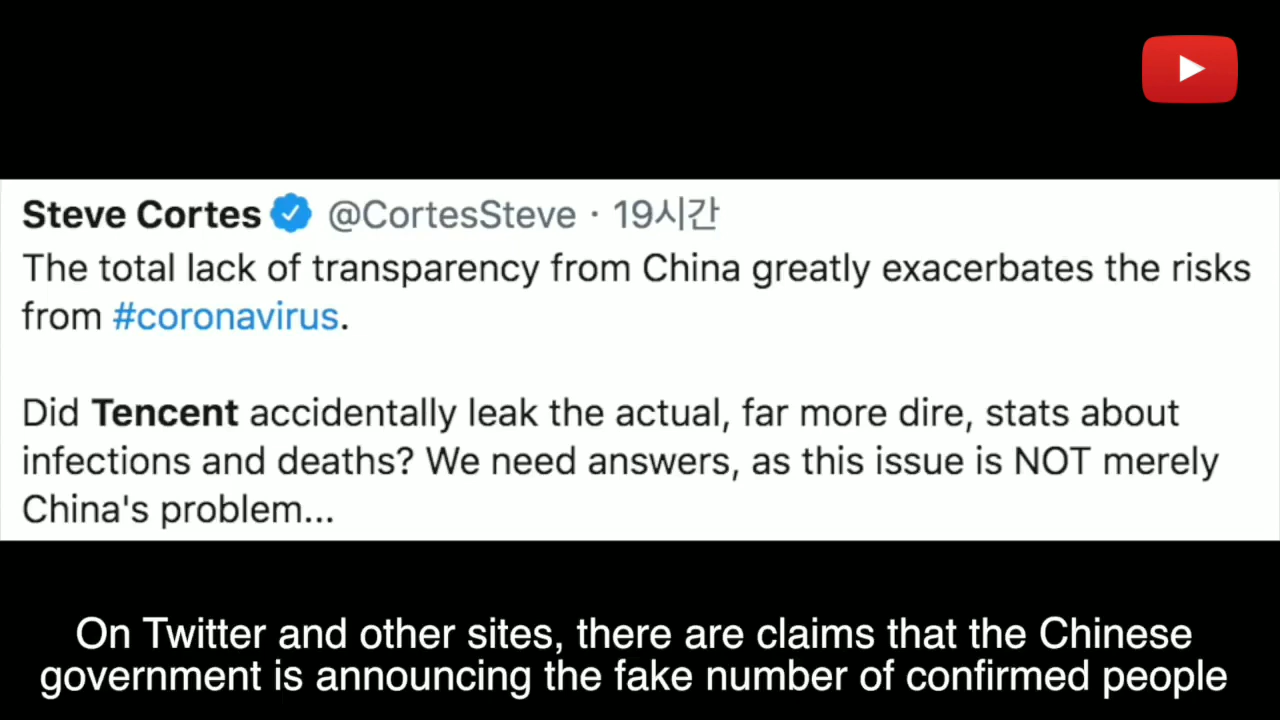 Steve Cortes @CortesSteve · 19시간
The total lack of transparency from China greatly exacerbates the risks
from #coronavirus.
Did Tencent accidentally leak the actual, far more dire, stats about
infections and deaths? We need answers, as this issue is NOT merely
China's problem...
On Twitter and other sites, there are claims that the Chinese
government is announcing the fake number of confirmed people